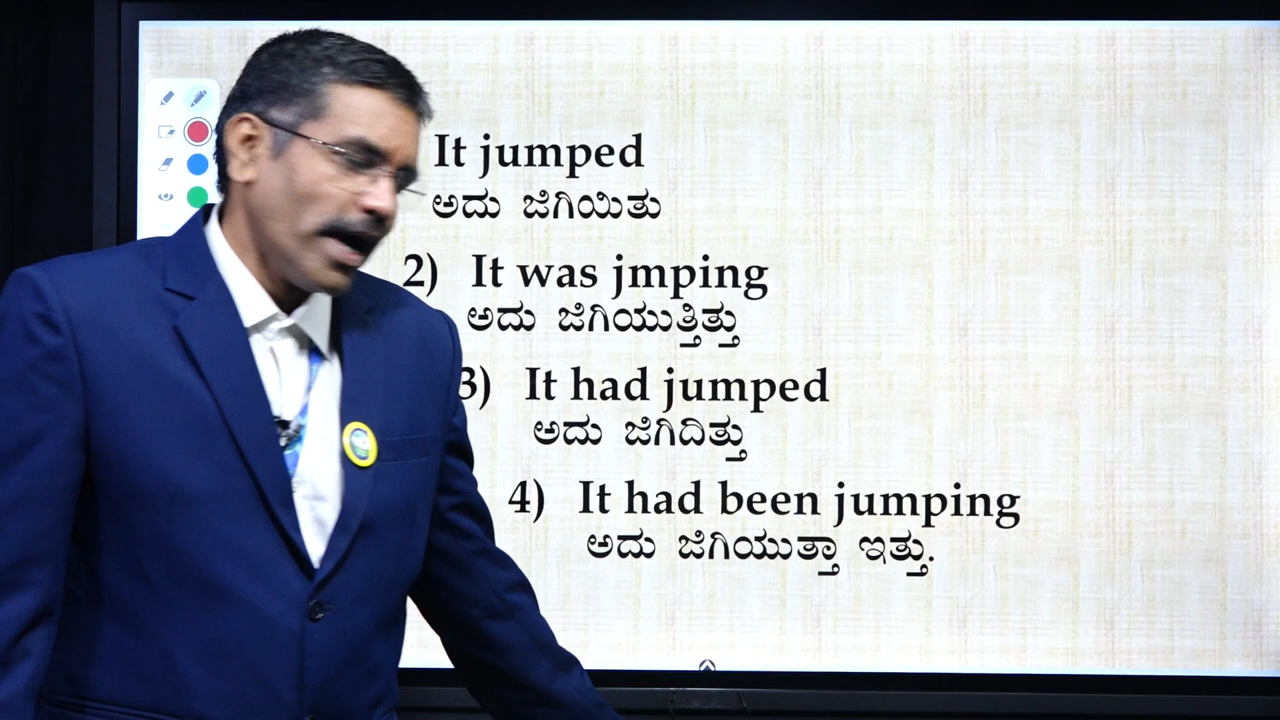 It jumped
ಅದು ಜಿಗಿಯಿತು
2) It was jmping
ಅದು ಜಿಗಿಯುತ್ತಿತ್ತು
3) It had jumped
ಅದು ಜಿಗಿದಿತ್ತು
4) It had been jumping
ಅದು ಜಿಗಿಯುತ್ತಾ ಇತ್ತು.